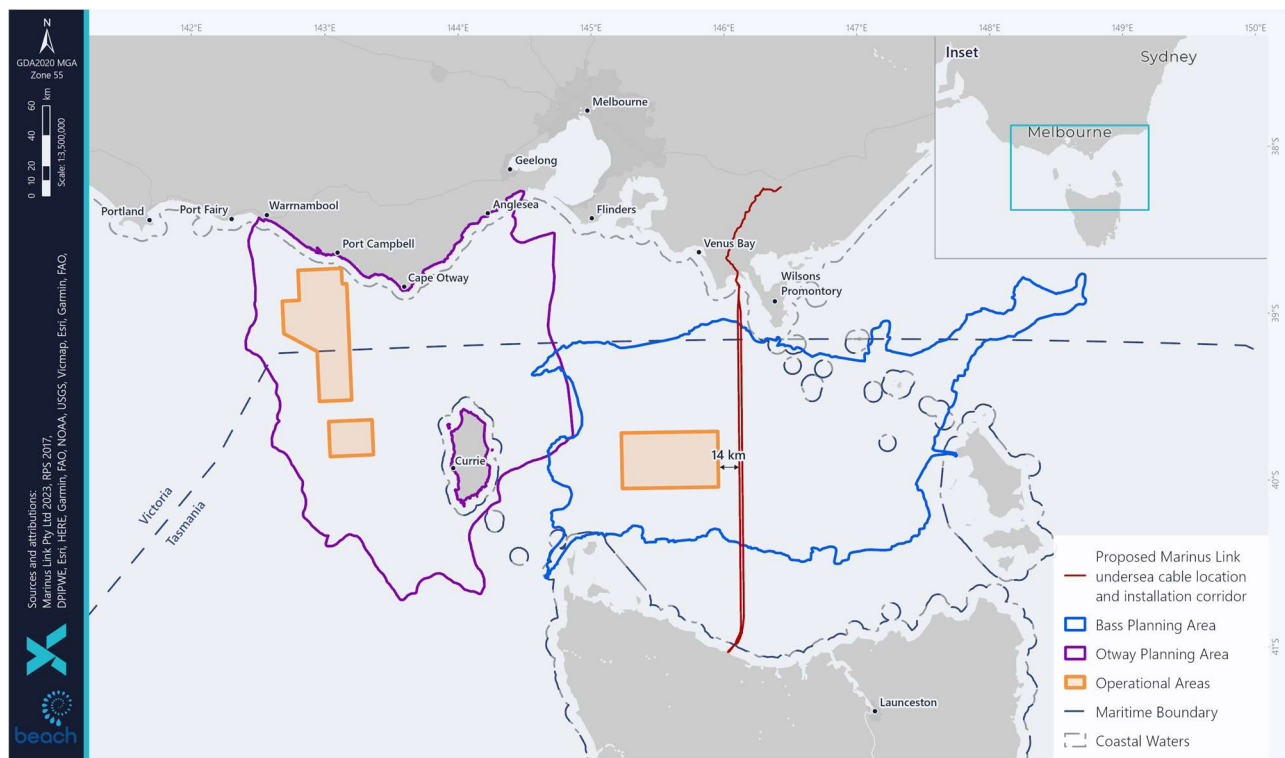 N
GDA2020 MGA
Zone 55
0 10 20 40 60 km
Scale: 1:3,500,000
Sources and attributions:
Marinus Link Pty Ltd 2023, RPS 2017,
DPIPWE, Esri, HERE, Garmin, FAO, NOAA, USGS, Vicmap, Esri, Garmin, FAO,
beach
142°E 143°E 144°E 145°E 146°E 147°E 148°E 149°E 150°E
38°S
39°S
40°S
41°S
Inset
Sydney
Melbourne
Melbourne
Geelong
Portland
Port Fairy
Warrnambool
Anglesea
Flinders
Port Campbell
Venus Bay
Cape Otway
Wilsons
Promontory
14 km
Currie
Victoria
Tasmania
Launceston
Proposed Marinus Link
undersea cable location
and installation corridor
Bass Planning Area
Otway Planning Area
Operational Areas
Maritime Boundary
Coastal Waters